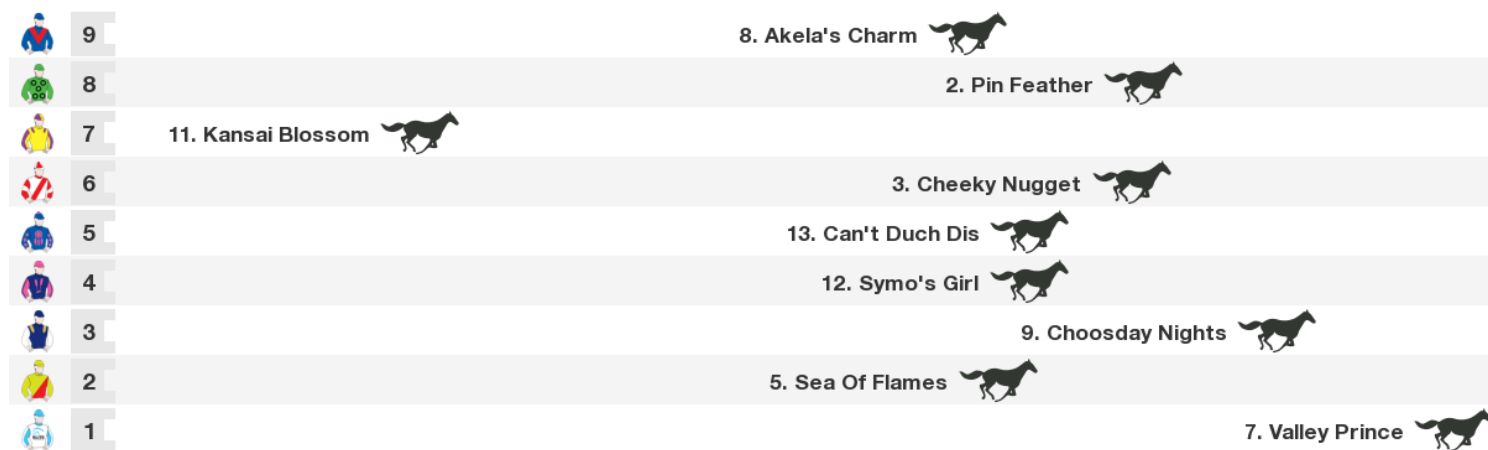 9 8. Akela's Charm
8 2. Pin Feather
7 11. Kansai Blossom
6 3. Cheeky Nugget
5 13. Can't Duch Dis
4 12. Symo's Girl
3 9. Choosday Nights
2 5. Sea Of Flames
1 7. Valley Prince